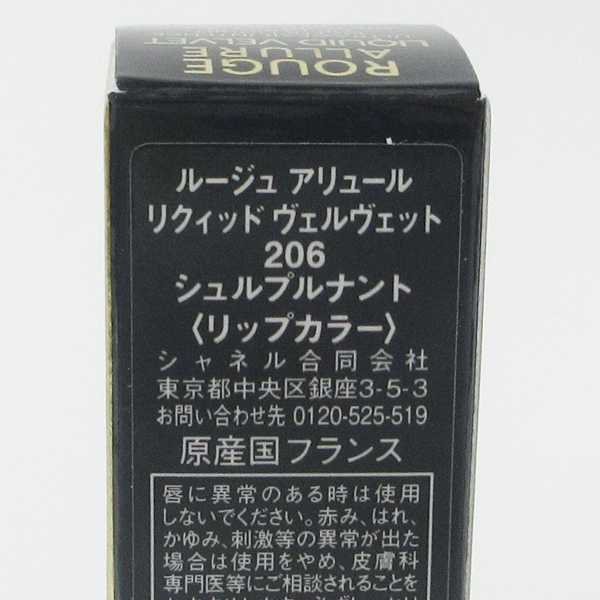 ROUGE
ALLURE
LIQUID VELVET
ルージュ アリュール
リクィッド ヴェルヴェット
206
シュルプルナント
〈リップカラー〉
シャネル合同会社
東京都中央区銀座3-5-3
お問い合わせ先 0120-525-519
原産国フランス
唇に異常のある時は使用
しないでください。赤み、はれ、
かゆみ、刺激等の異常が出た
場合は使用をやめ、皮膚科
専門医等にご相談されることを